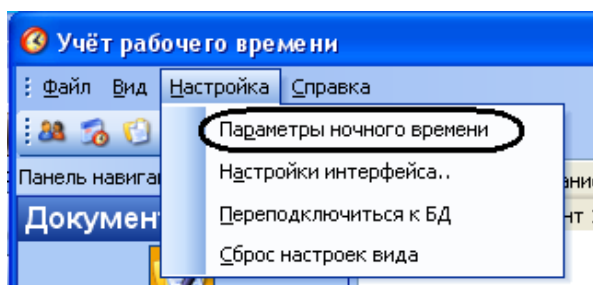 Учёт рабочего времени
Файл Вид Настройка Справка
Параметры ночного времени
Панель навига
Настройки интерфейса..
Докумен
Переподключиться к БД
Сброс настроек вида